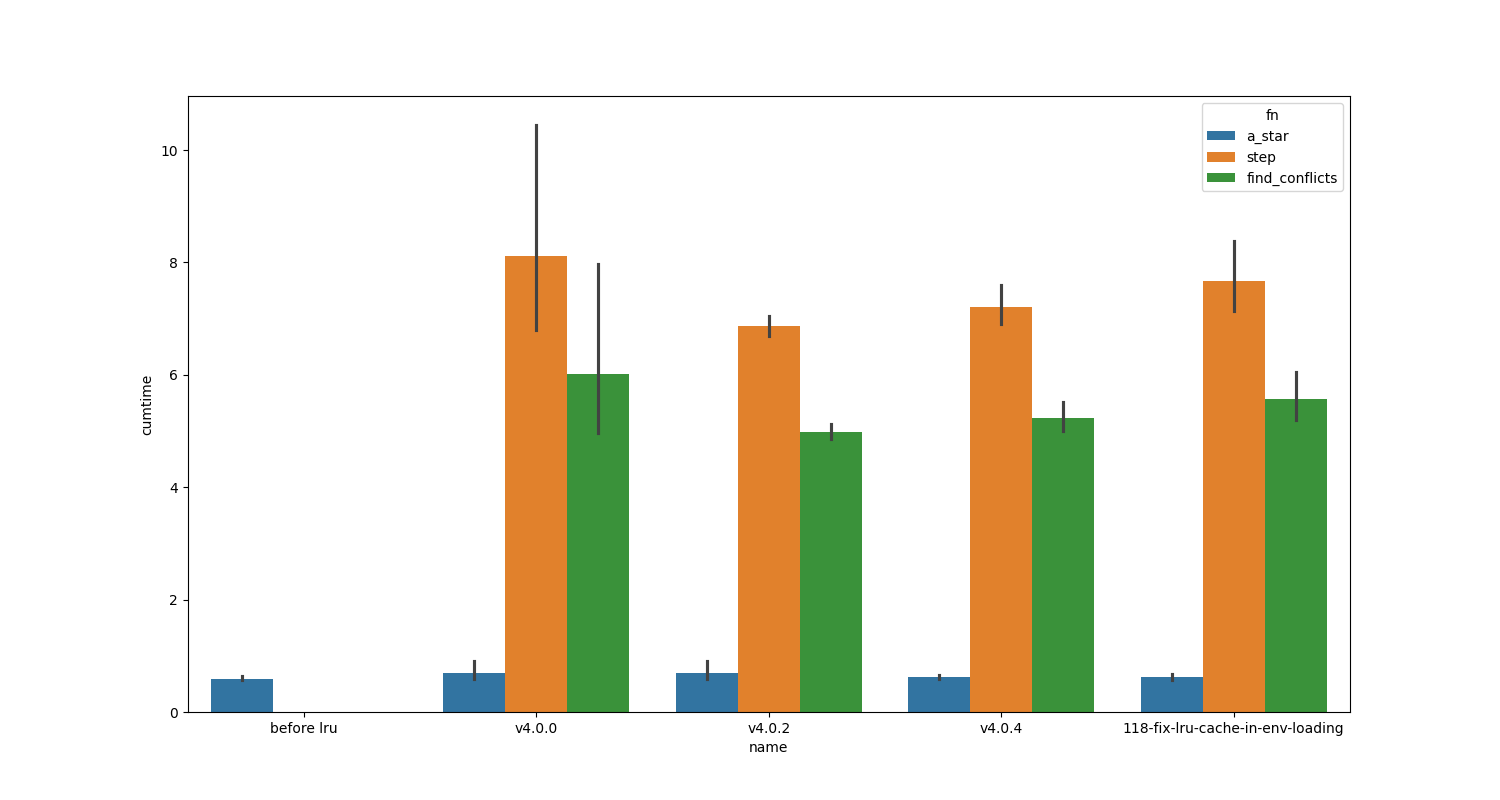 fn
a_star
step
find_conflicts
10
8
6
4
2
0
cumtime
before lru
v4.0.0
v4.0.2
v4.0.4
118-fix-lru-cache-in-env-loading
name